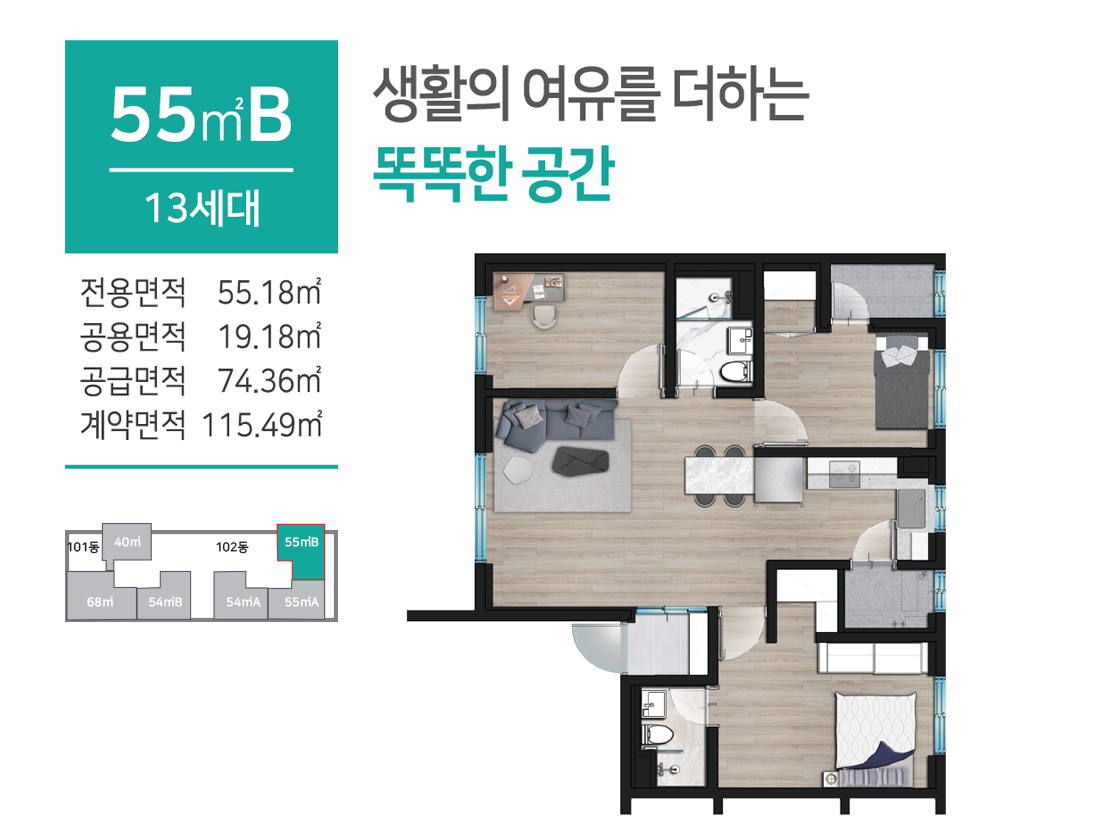 55㎡B
13세대
생활의 여유를 더하는
똑똑한 공간
전용면적 55.18㎡
공용면적 19.18㎡
공급면적 74.36㎡
계약면적 115.49㎡
101동
40㎡
102동
55㎡B
68㎡
54㎡B
54㎡A
55㎡A